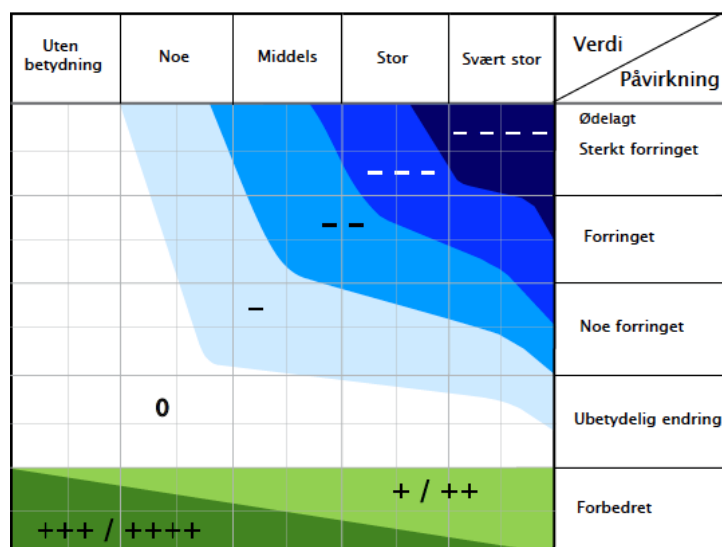 Uten
betydning
Noe
Middels
Stor
Svært stor
Verdi
Påvirkning
Ødelagt
– – – –
Sterkt forringet
– – –
– –
Forringet
–
Noe forringet
0
Ubetydelig endring
+ / ++
Forbedret
+++ / ++++